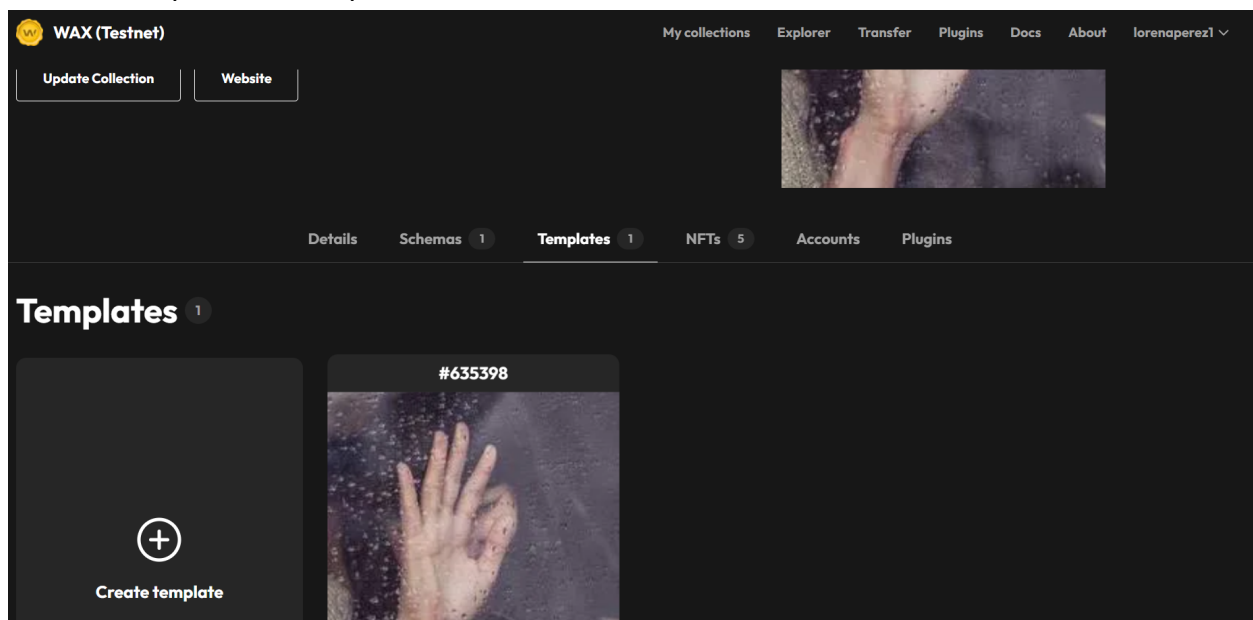 WAX (Testnet) My collections Explorer Transfer Plugins Docs About lorenaperez1
Update Collection Website
Details Schemas 1 Templates 1 NFTs 5 Accounts Plugins
Templates 1
#635398
Create template